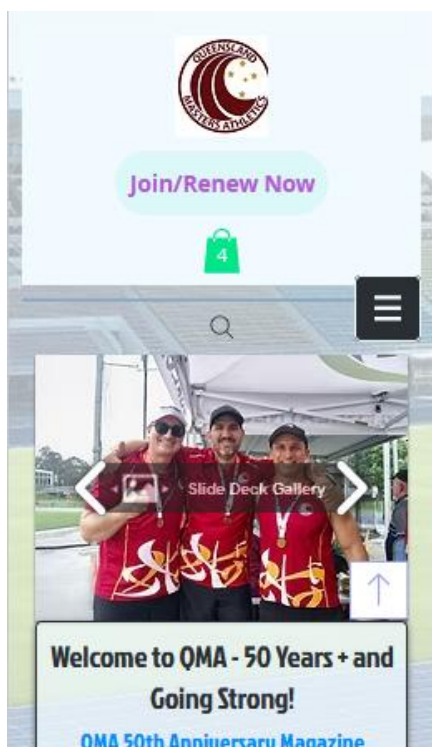 QUEENSLAND
MASTERS ATHLETICS
Join/Renew Now
4
Slide Deck Gallery
Welcome to QMA - 50 Years + and
Going Strong!
QMA 50th Anniversary Magazine